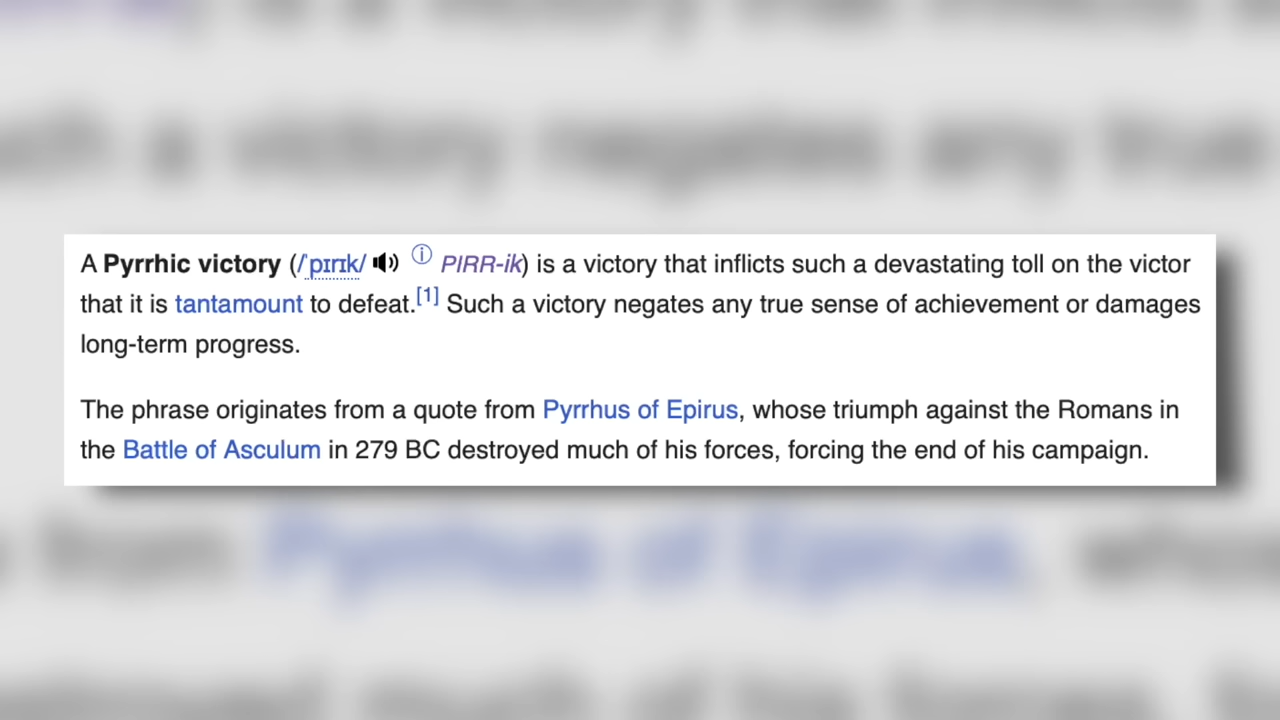 A Pyrrhic victory (/ˈpɪrɪk/ ⓘ PIRR-ik) is a victory that inflicts such a devastating toll on the victor
that it is tantamount to defeat.[1] Such a victory negates any true sense of achievement or damages
long-term progress.
The phrase originates from a quote from Pyrrhus of Epirus, whose triumph against the Romans in
the Battle of Asculum in 279 BC destroyed much of his forces, forcing the end of his campaign.